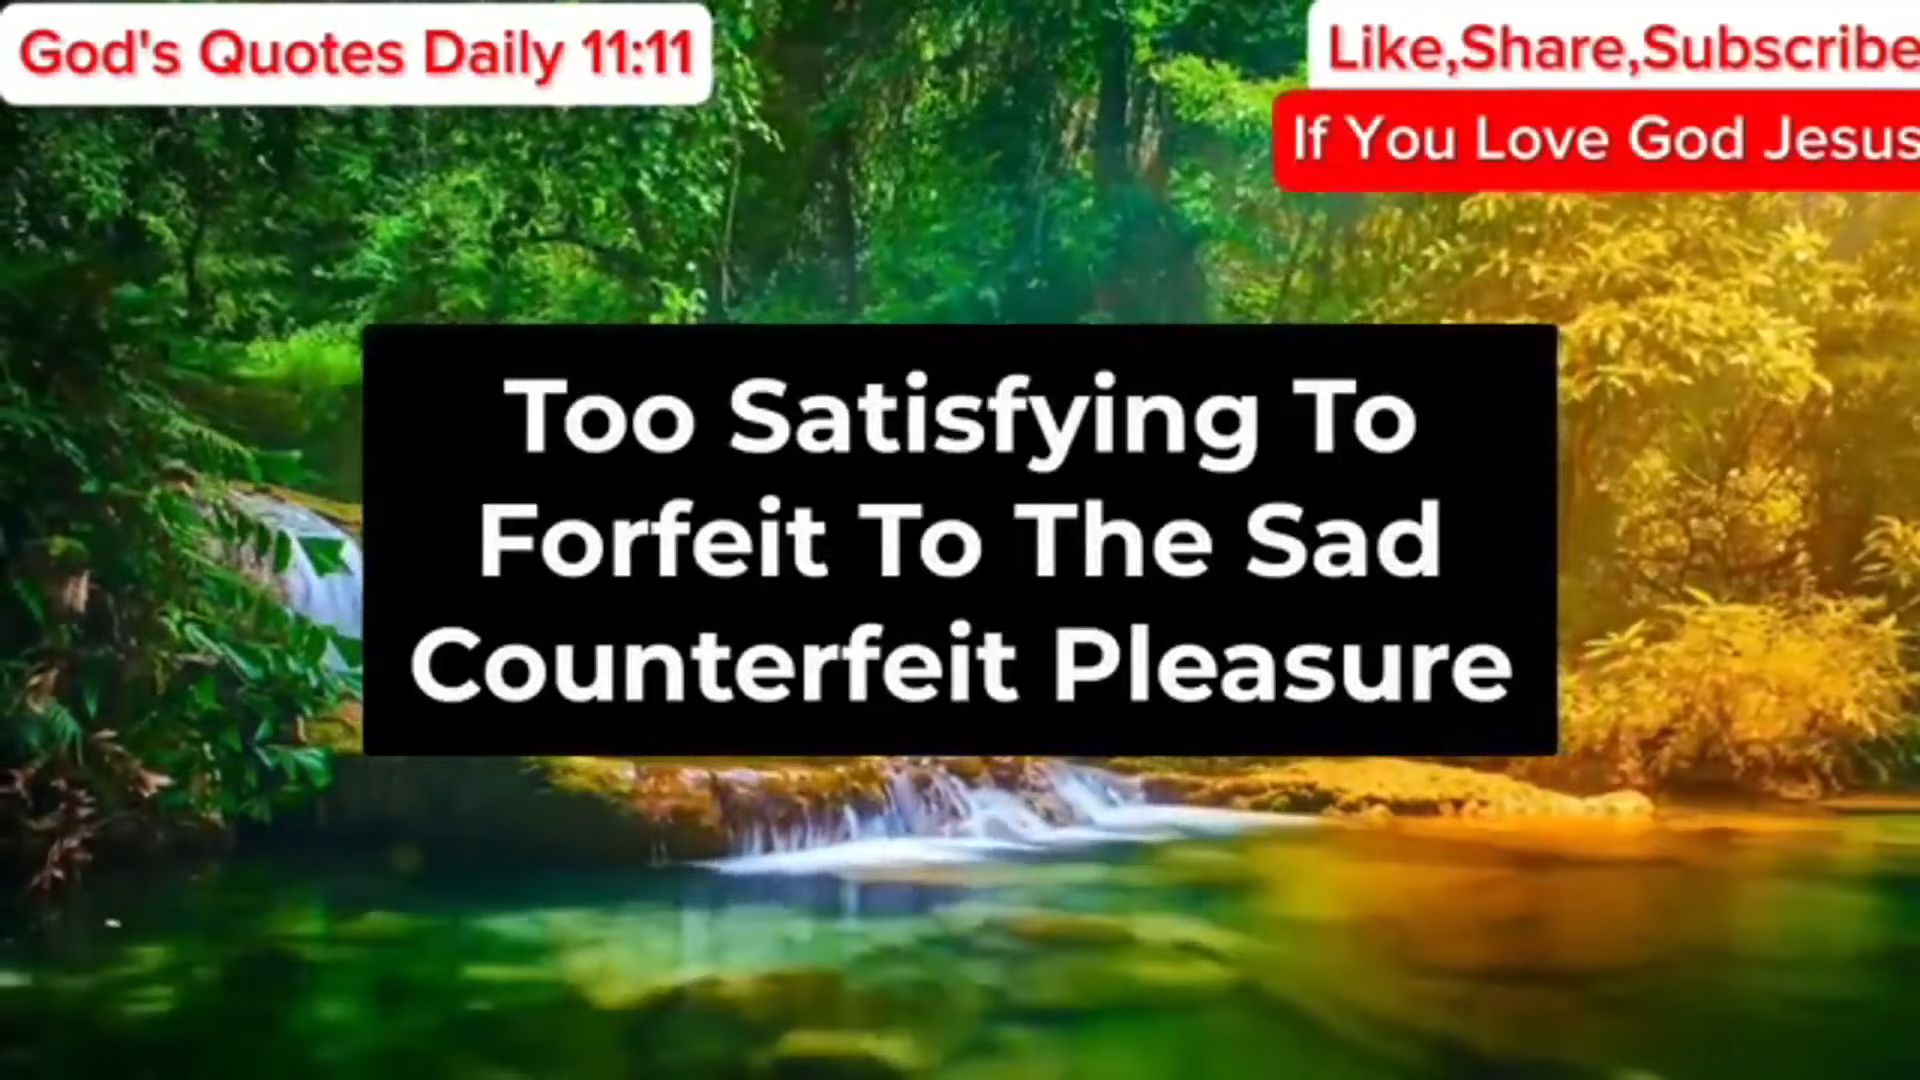 God's Quotes Daily 11:11
Like,Share,Subscribe
If You Love God Jesus
Too Satisfying To
Forfeit To The Sad
Counterfeit Pleasure